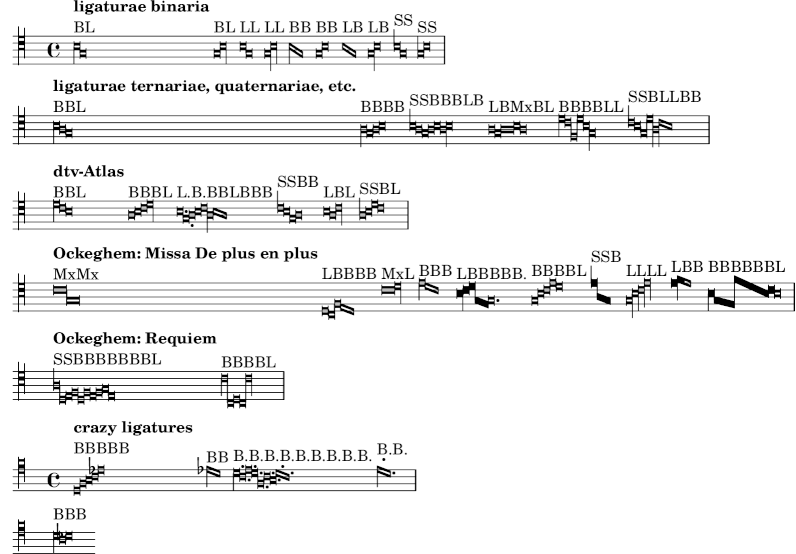 ligaturae binaria
BL BL LL LL BB BB LB LB SS SS
ligaturae ternariae, quaternariae, etc.
BBL BBBB SSBBBLB LBMxBL BBBBLL SSBLLBB
dtv-Atlas
BBL BBBL L.B.BBLBBB SSBB LBL SSBL
Ockeghem: Missa De plus en plus
MxMx LBBBB MxL BBB LBBBBB. BBBBL SSB LLLL LBB BBBBBBL
Ockeghem: Requiem
SSBBBBBBBL BBBBL
crazy ligatures
BBBBB BB B.B.B.B.B.B.B.B.B. B.B.
BBB